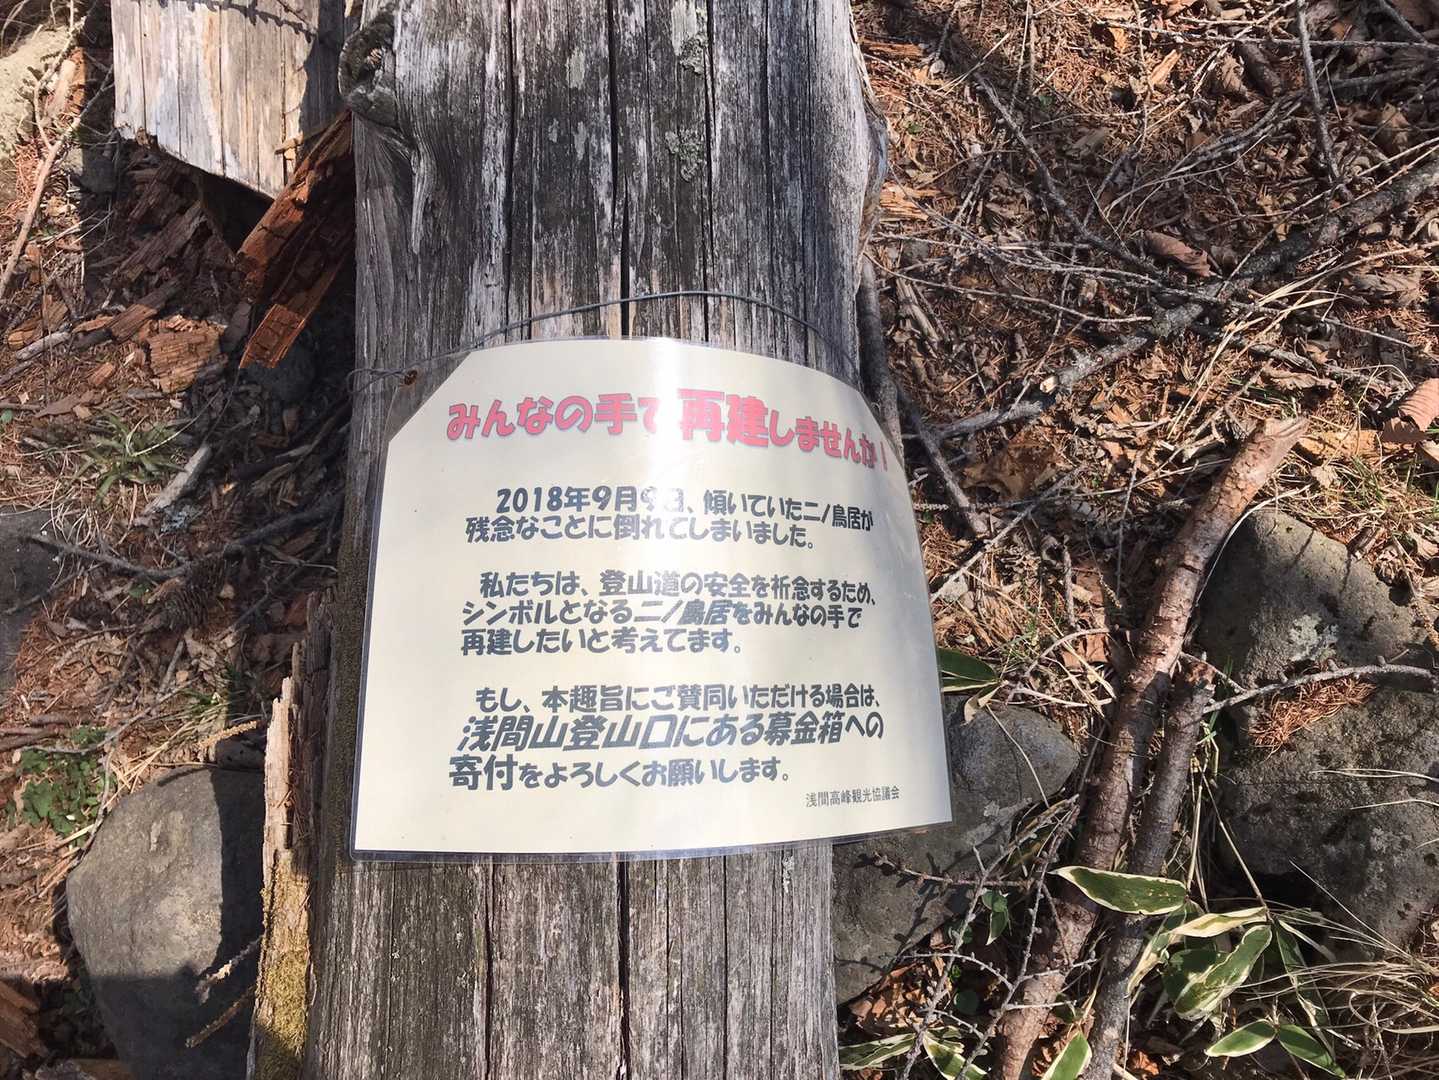 みんなの手で再建しませんか!
2018年9月9日、傾いていた二ノ鳥居が
残念なことに倒れてしまいました。
私たちは、登山道の安全を祈念するため、
シンボルとなる二ノ鳥居をみんなの手で
再建したいと考えてます。
もし、本趣旨にご賛同いただける場合は、
浅間山登山口にある募金箱への
寄付をよろしくお願いします。
浅間高峰観光協議会